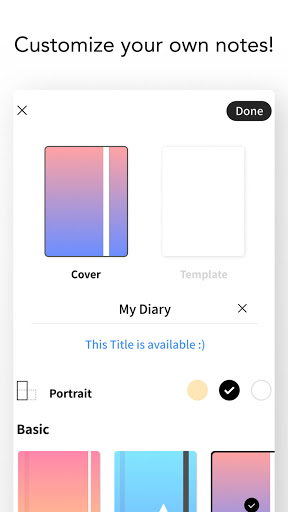 Customize your own notes!
Done
Cover
Template
My Diary
This Title is available :)
Portrait
Basic